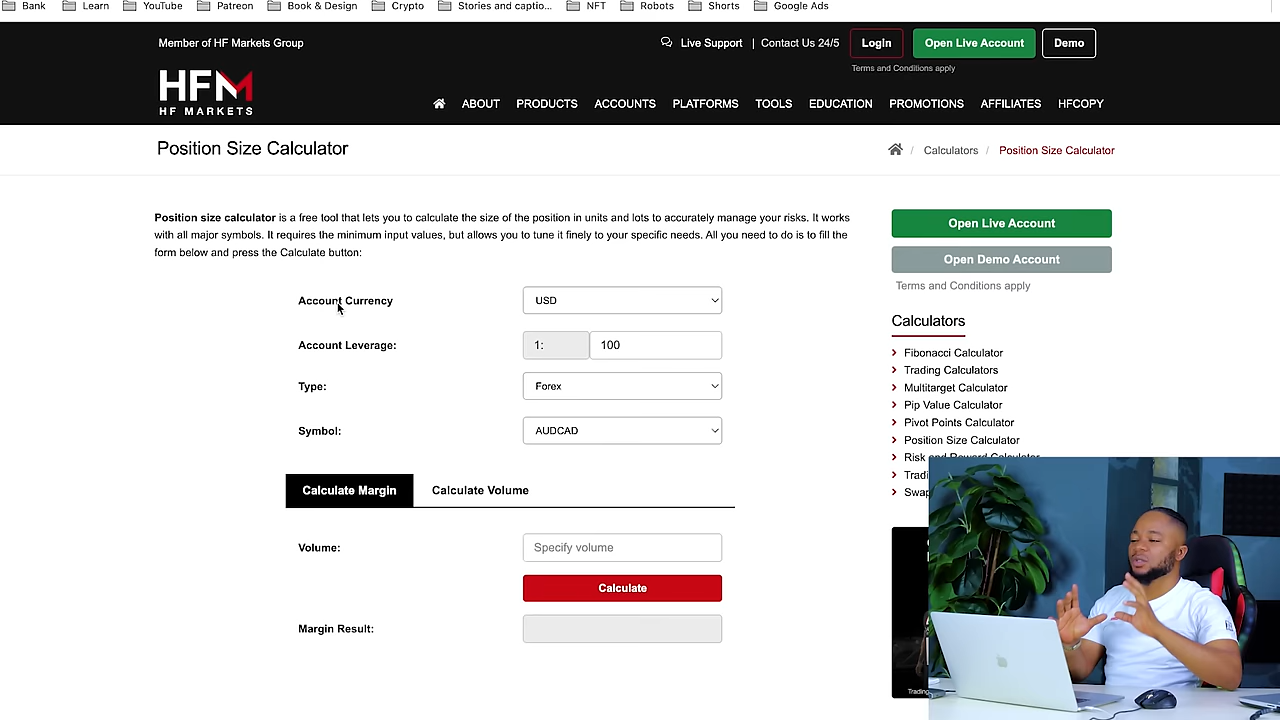 Bank Learn YouTube Patreon Book & Design Crypto Stories and captio... NFT Robots Shorts Google Ads
Member of HF Markets Group
Live Support | Contact Us 24/5 Login Open Live Account Demo
Terms and Conditions apply
HFM
HF MARKETS
ABOUT PRODUCTS ACCOUNTS PLATFORMS TOOLS EDUCATION PROMOTIONS AFFILIATES HFCOPY
Position Size Calculator
/ Calculators / Position Size Calculator
Position size calculator is a free tool that lets you to calculate the size of the position in units and lots to accurately manage your risks. It works
with all major symbols. It requires the minimum input values, but allows you to tune it finely to your specific needs. All you need to do is to fill the
form below and press the Calculate button:
Account Currency USD
Account Leverage: 1: 100
Type: Forex
Symbol: AUDCAD
Calculate Margin Calculate Volume
Volume: Specify volume
Calculate
Margin Result:
Open Live Account
Open Demo Account
Terms and Conditions apply
Calculators
Fibonacci Calculator
Trading Calculators
Multitarget Calculator
Pip Value Calculator
Pivot Points Calculator
Position Size Calculator
Risk and Reward Calculator
Tradi
Swap
Trading